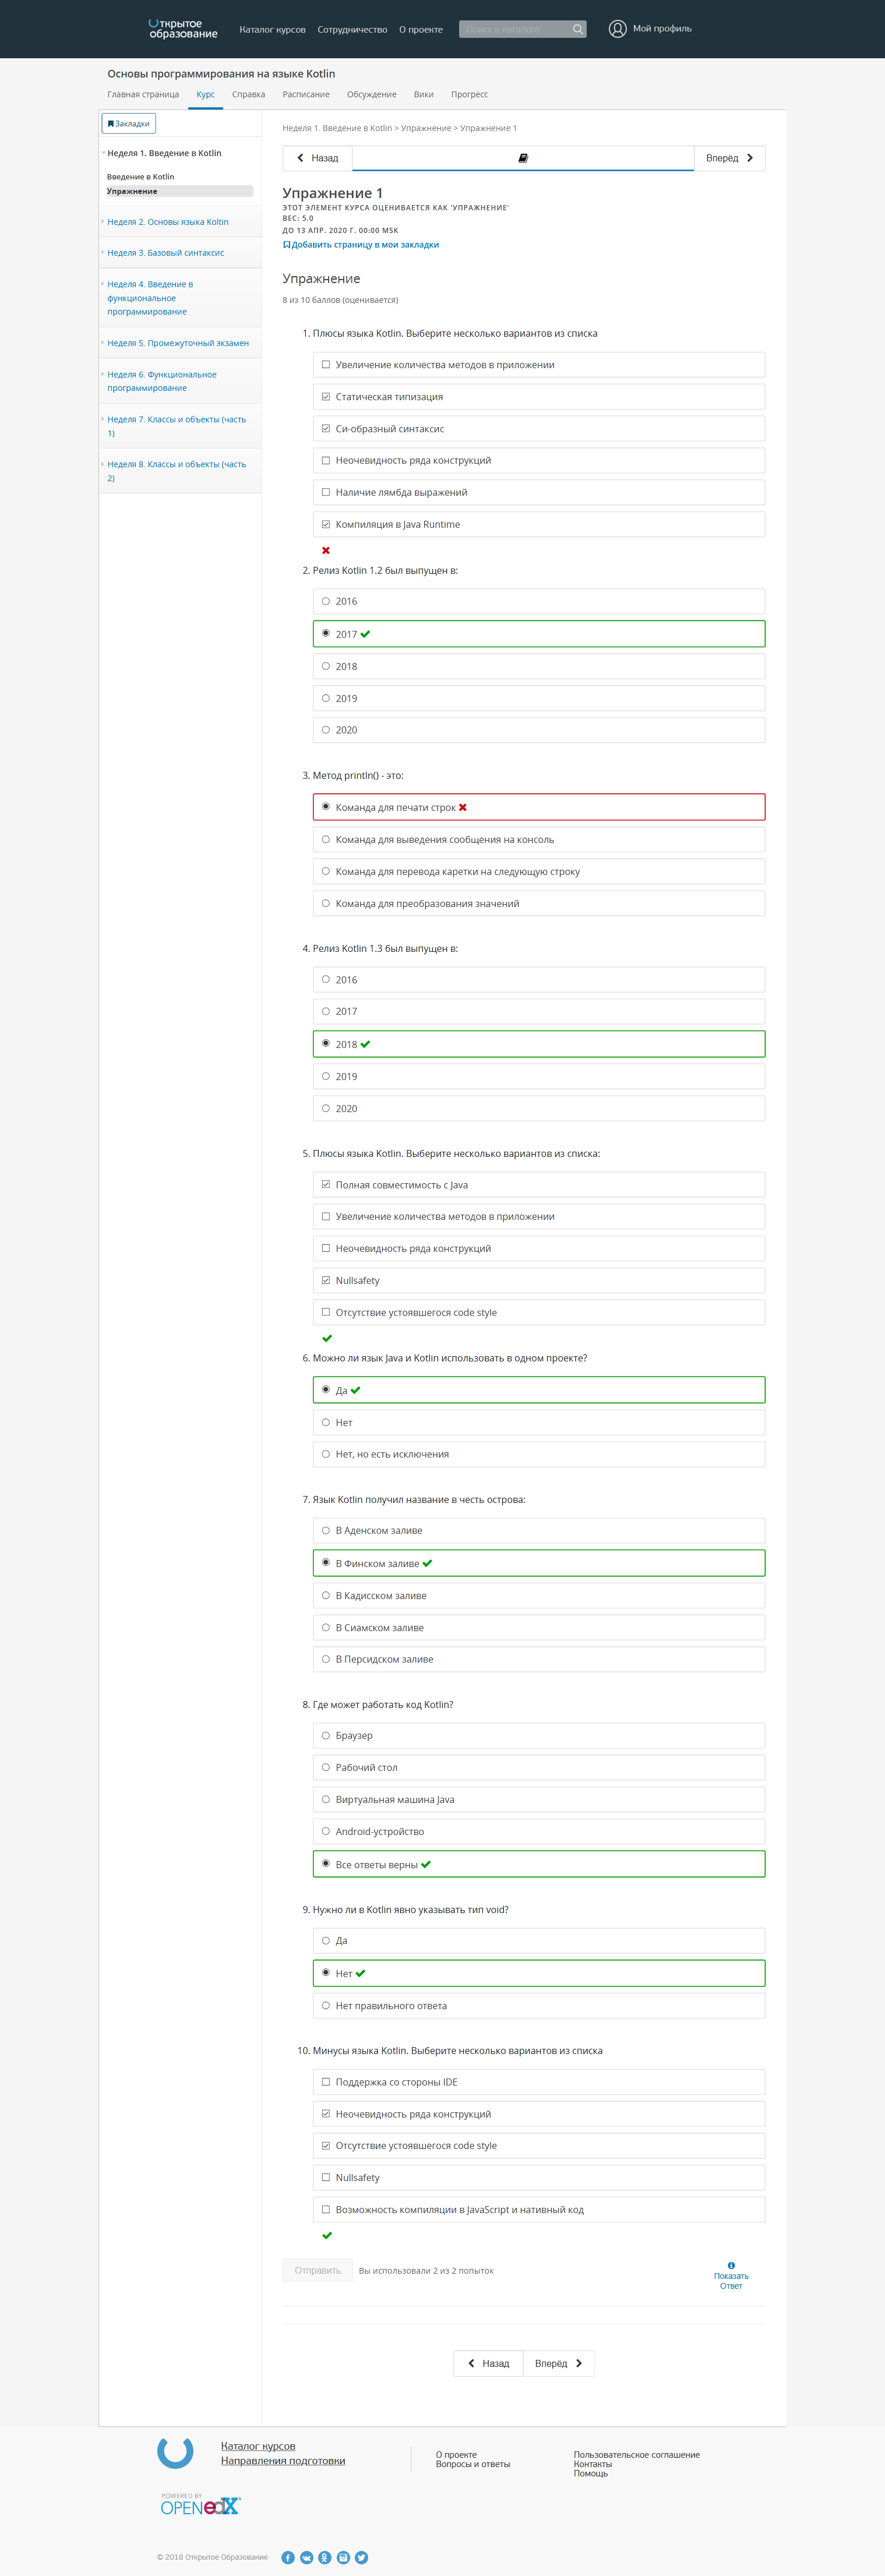 Открытое
образование
Каталог курсов
Сотрудничество
О проекте
Поиск в каталоге
Мой профиль
Основы программирования на языке Kotlin
Главная страница
Курс
Справка
Расписание
Обсуждение
Вики
Прогресс
Закладки
Неделя 1. Введение в Kotlin
Введение в Kotlin
Упражнение
Неделя 2. Основы языка Koltin
Неделя 3. Базовый синтаксис
Неделя 4. Введение в
функциональное
программирование
Неделя 5. Промежуточный экзамен
Неделя 6. Функциональное
программирование
Неделя 7. Классы и объекты (часть
1)
Неделя 8. Классы и объекты (часть
2)
Неделя 1. Введение в Kotlin > Упражнение > Упражнение 1
Назад
Вперёд
Упражнение 1
ЭТОТ ЭЛЕМЕНТ КУРСА ОЦЕНИВАЕТСЯ КАК 'УПРАЖНЕНИЕ'
ВЕС: 5.0
ДО 13 АПР. 2020 Г. 00:00 MSK
Добавить страницу в мои закладки
Упражнение
8 из 10 баллов (оценивается)
1. Плюсы языка Kotlin. Выберите несколько вариантов из списка
Увеличение количества методов в приложении
Статическая типизация
Си-образный синтаксис
Неочевидность ряда конструкций
Наличие лямбда выражений
Компиляция в Java Runtime
2. Релиз Kotlin 1.2 был выпущен в:
2016
2017
2018
2019
2020
3. Метод println() - это:
Команда для печати строк
Команда для выведения сообщения на консоль
Команда для перевода каретки на следующую строку
Команда для преобразования значений
4. Релиз Kotlin 1.3 был выпущен в:
2016
2017
2018
2019
2020
5. Плюсы языка Kotlin. Выберите несколько вариантов из списка:
Полная совместимость с Java
Увеличение количества методов в приложении
Неочевидность ряда конструкций
Nullsafety
Отсутствие устоявшегося code style
6. Можно ли язык Java и Kotlin использовать в одном проекте?
Да
Нет
Нет, но есть исключения
7. Язык Kotlin получил название в честь острова:
В Аденском заливе
В Финском заливе
В Кадисском заливе
В Сиамском заливе
В Персидском заливе
8. Где может работать код Kotlin?
Браузер
Рабочий стол
Виртуальная машина Java
Android-устройство
Все ответы верны
9. Нужно ли в Kotlin явно указывать тип void?
Да
Нет
Нет правильного ответа
10. Минусы языка Kotlin. Выберите несколько вариантов из списка
Поддержка со стороны IDE
Неочевидность ряда конструкций
Отсутствие устоявшегося code style
Nullsafety
Возможность компиляции в JavaScript и нативный код
Отправить
Вы использовали 2 из 2 попыток
Показать
Ответ
Назад
Вперёд
Каталог курсов
Направления подготовки
О проекте
Вопросы и ответы
Пользовательское соглашение
Контакты
Помощь
POWERED BY
OPEN edX
© 2018 Открытое Образование